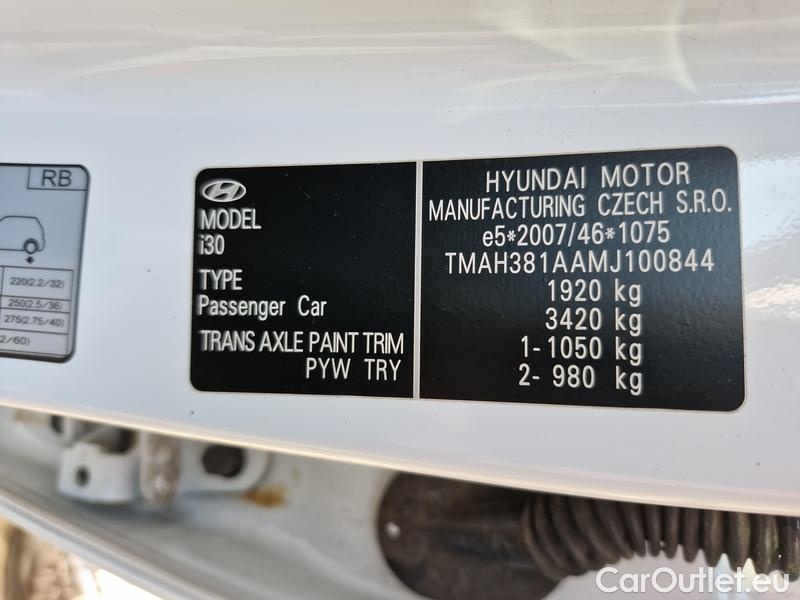 RB
220(2.2/32)
250(2.5/36)
275(2.75/40)
2/60)
MODEL
i30
TYPE
Passenger Car
TRANS AXLE PAINT TRIM
PYW TRY
HYUNDAI MOTOR
MANUFACTURING CZECH S.R.O.
e5*2007/46*1075
TMAH381AAMJ100844
1920 kg
3420 kg
1- 1050 kg
2- 980 kg
CarOutlet.eu